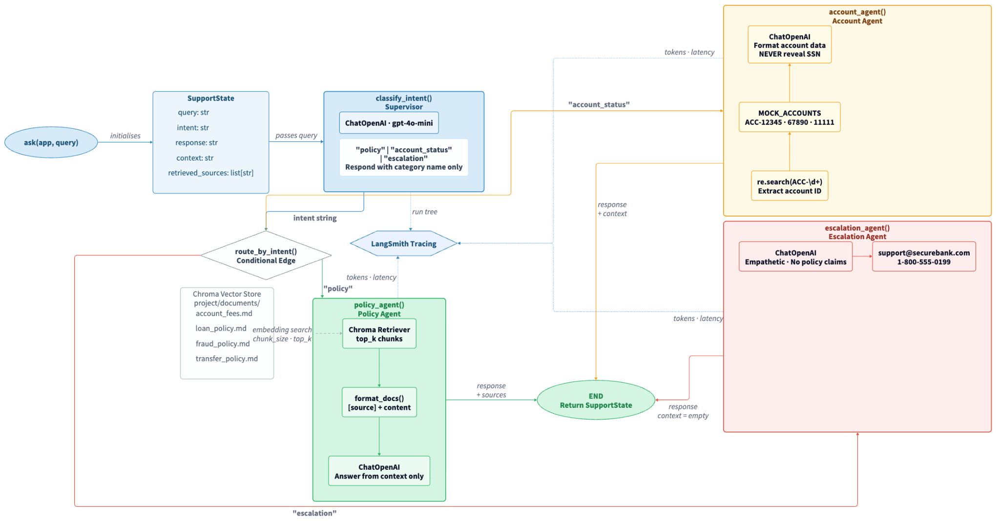 ask(app, query)
initialises
SupportState
query: str
intent: str
response: str
context: str
retrieved_sources: list[str]
passes query
classify_intent()
Supervisor
ChatOpenAI · gpt-4o-mini
"policy" | "account_status"
| "escalation"
Respond with category name only
intent string
run tree
LangSmith Tracing
route_by_intent()
Conditional Edge
"account_status"
tokens · latency
account_agent()
Account Agent
ChatOpenAI
Format account data
NEVER reveal SSN
MOCK_ACCOUNTS
ACC-12345 · 67890 · 11111
re.search(ACC-\d+)
Extract account ID
response
+ context
escalation_agent()
Escalation Agent
ChatOpenAI
Empathetic · No policy claims
support@securebank.com
1-800-555-0199
tokens · latency
tokens · latency
"policy"
Chroma Vector Store
project/documents/
account_fees.md
loan_policy.md
fraud_policy.md
transfer_policy.md
embedding search
chunk_size · top_k
policy_agent()
Policy Agent
Chroma Retriever
top_k chunks
format_docs()
[source] + content
ChatOpenAI
Answer from context only
response
+ sources
END
Return SupportState
response
context = empty
"escalation"